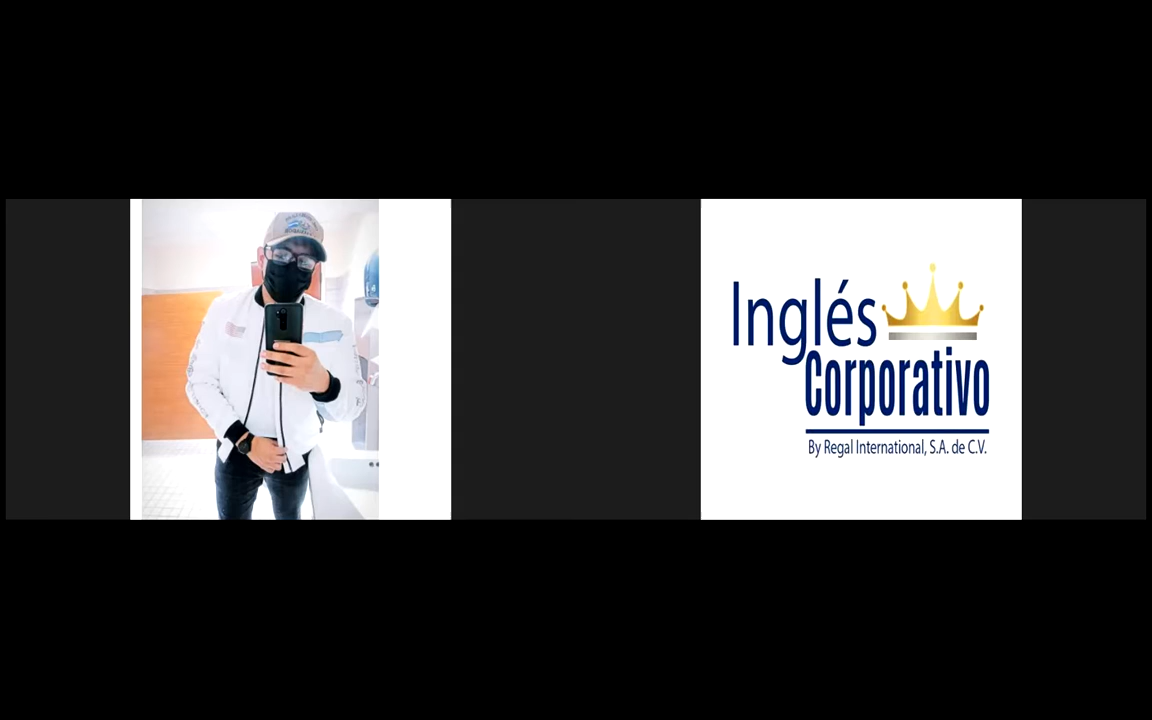 Inglés
Corporativo
By Regal International, S.A. de C.V.